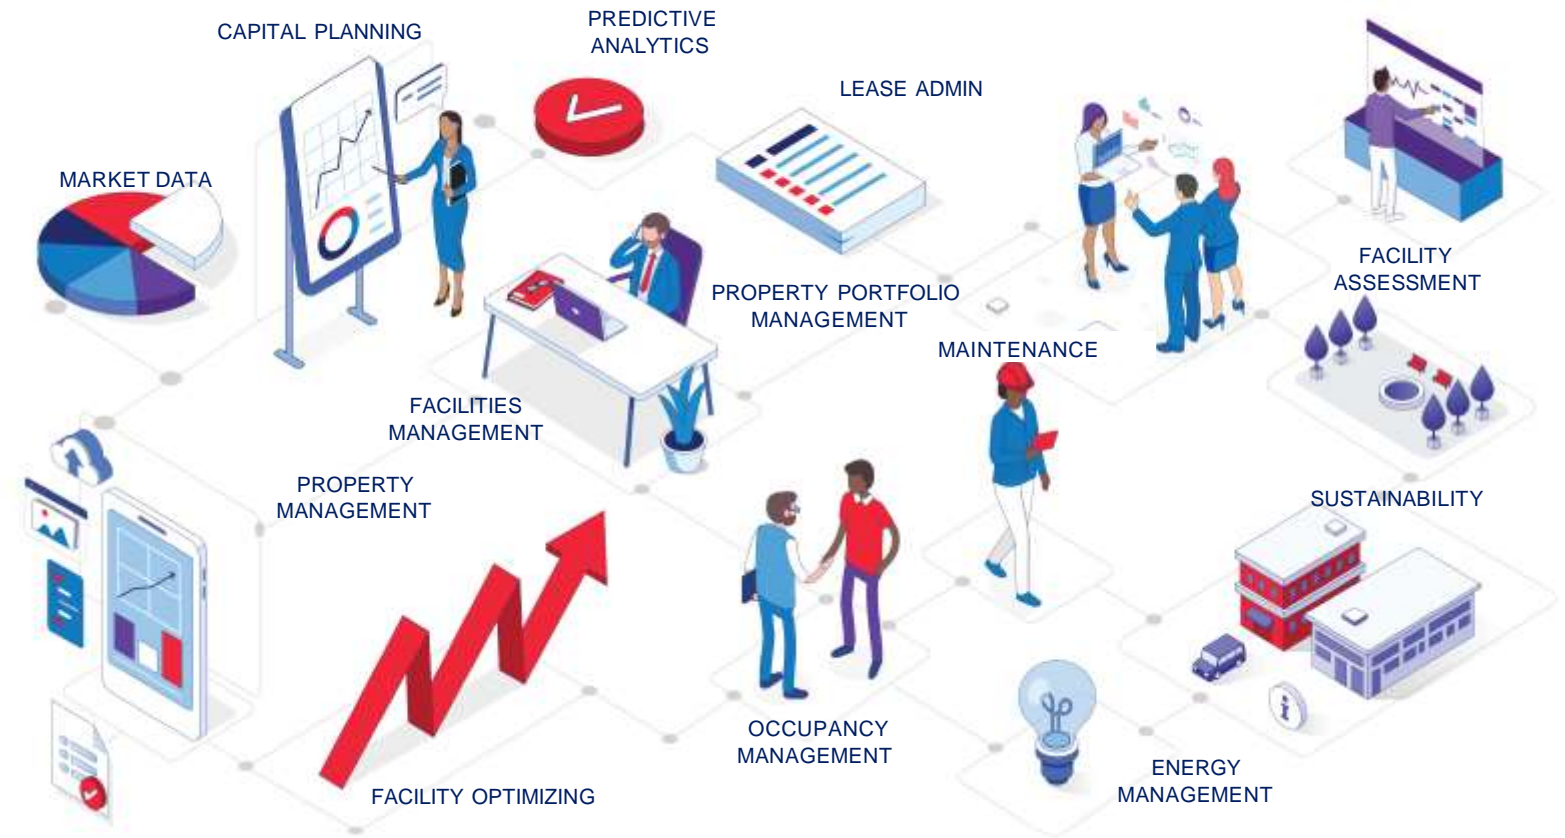 CAPITAL PLANNING
PREDICTIVE
ANALYTICS
LEASE ADMIN
MARKET DATA
FACILITY
ASSESSMENT
PROPERTY PORTFOLIO
MANAGEMENT
MAINTENANCE
FACILITIES
MANAGEMENT
PROPERTY
MANAGEMENT
SUSTAINABILITY
i
OCCUPANCY
MANAGEMENT
ENERGY
MANAGEMENT
FACILITY OPTIMIZING